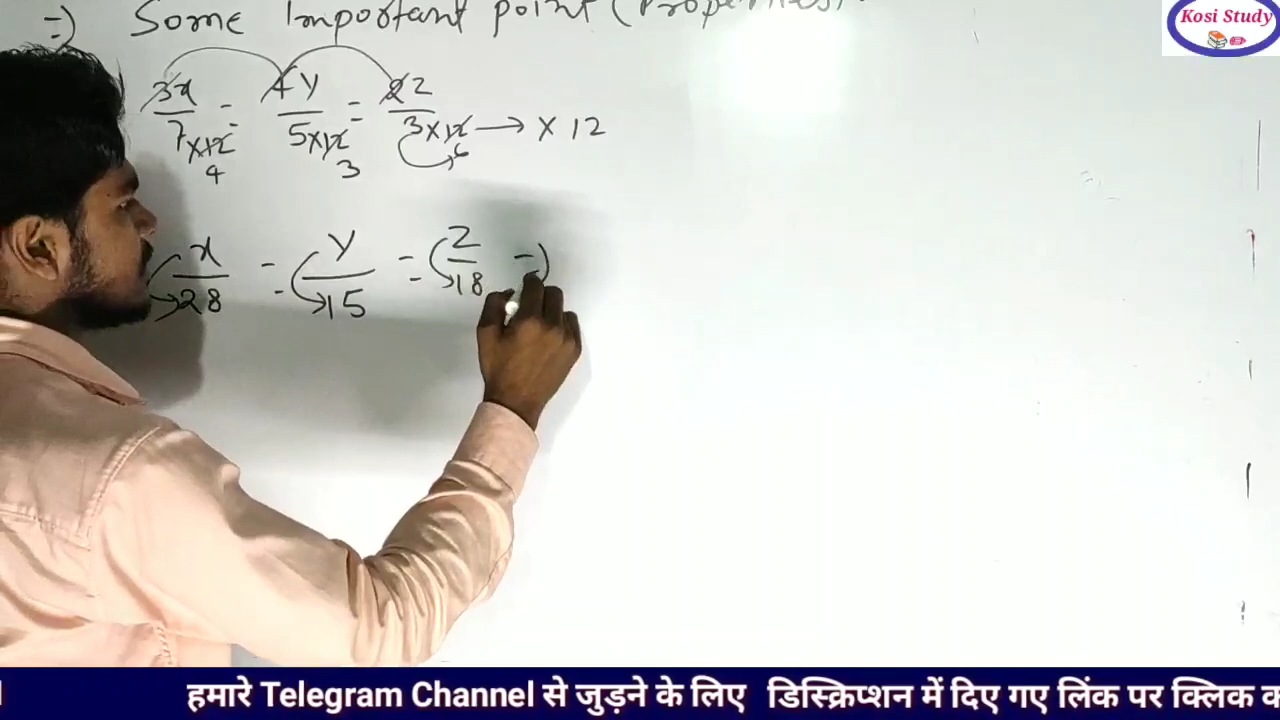 =) Some Important point (Properties).
Kosi Study
3x/7×12 = 4y/5×12 = 2z/3×12 → × 12
4 3 6
x/28 = y/15 = z/18 =)
हमारे Telegram Channel से जुड़ने के लिए डिस्क्रिप्शन में दिए गए लिंक पर क्लिक